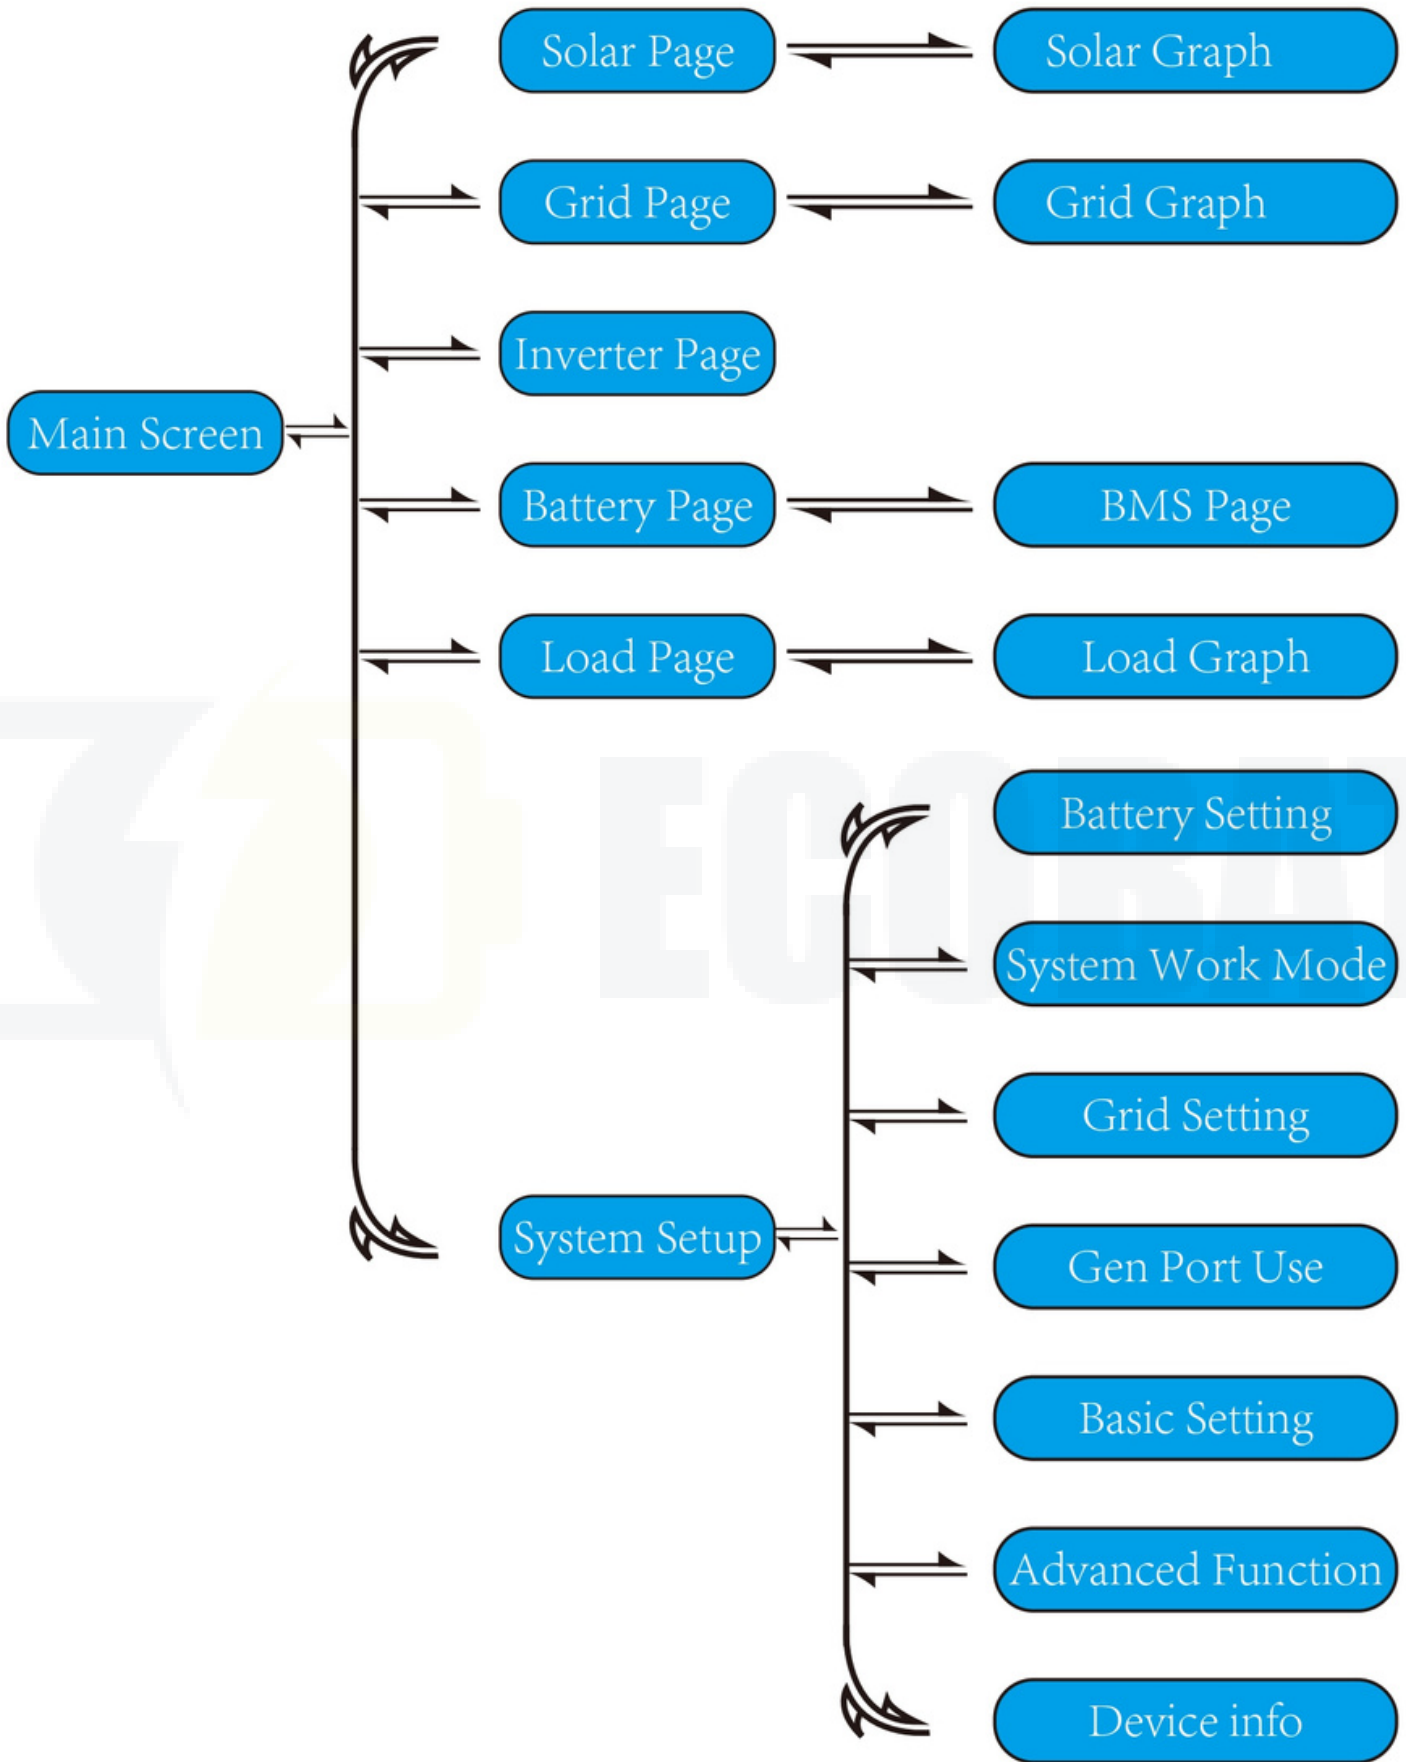 Solar Page
Solar Graph
Grid Page
Grid Graph
Inverter Page
Main Screen
Battery Page
BMS Page
Load Page
Load Graph
Battery Setting
System Work Mode
Grid Setting
System Setup
Gen Port Use
Basic Setting
Advanced Function
Device info